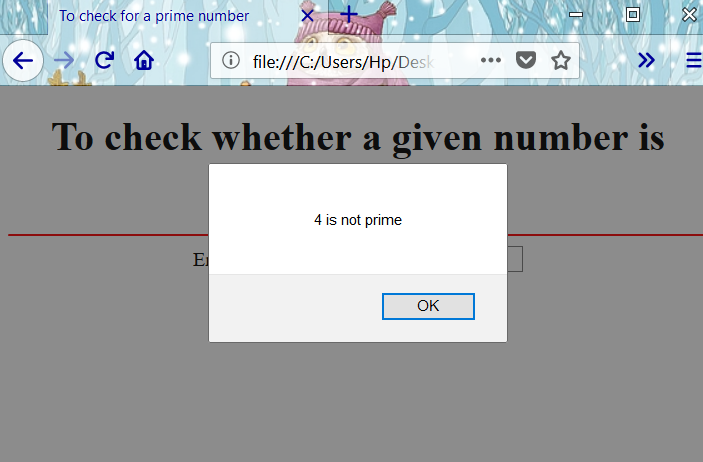 To check for a prime number
file:///C:/Users/Hp/Desk
To check whether a given number is
4 is not prime
OK